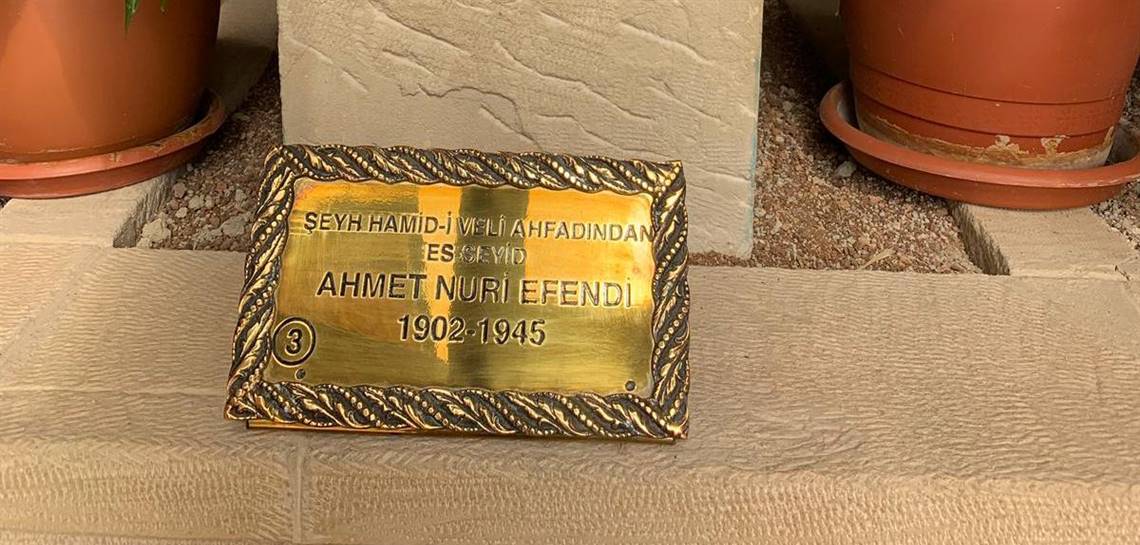 ŞEYH HAMİD-İ VELİ AHFADINDAN
ES-SEYİD
AHMET NURİ EFENDİ
1902-1945
3